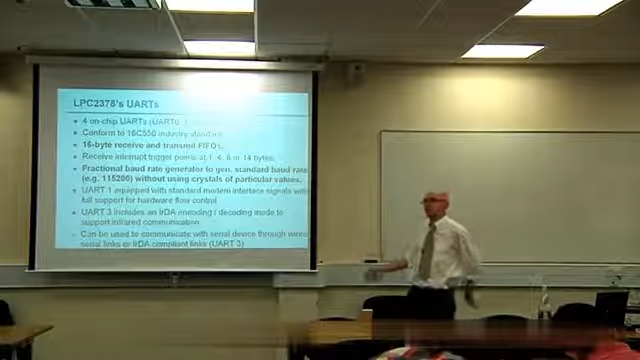 LPC2378's UARTs
4 on-chip UARTs (UART0
Conform to 16C550 industry standard
16-byte receive and transmit FIFOs.
Receive interrupt trigger points at 1, 4, 8 or 14 bytes.
Fractional baud rate generator to gen. standard baud rate
(e.g. 115200) without using crystals of particular values.
UART 1 equipped with standard modem interface signals with
full support for hardware flow control
UART 3 includes an IrDA encoding / decoding mode to
support infrared communication
Can be used to communicate with serial device through wired
serial links or IrDA compliant links (UART 3)